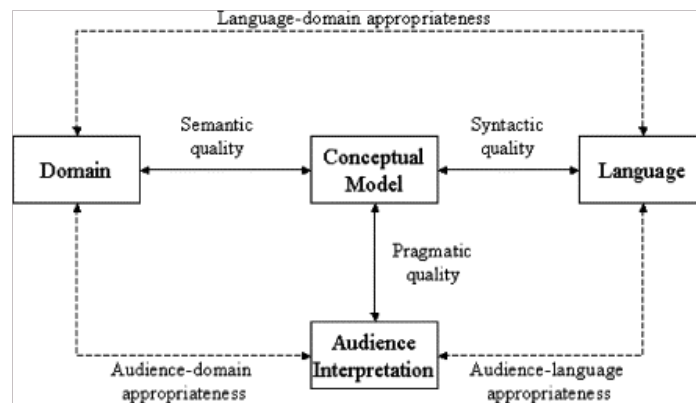 Language-domain appropriateness
Semantic
quality
Syntactic
quality
Domain
Conceptual
Model
Language
Pragmatic
quality
Audience
Interpretation
Audience-domain
appropriateness
Audience-language
appropriateness